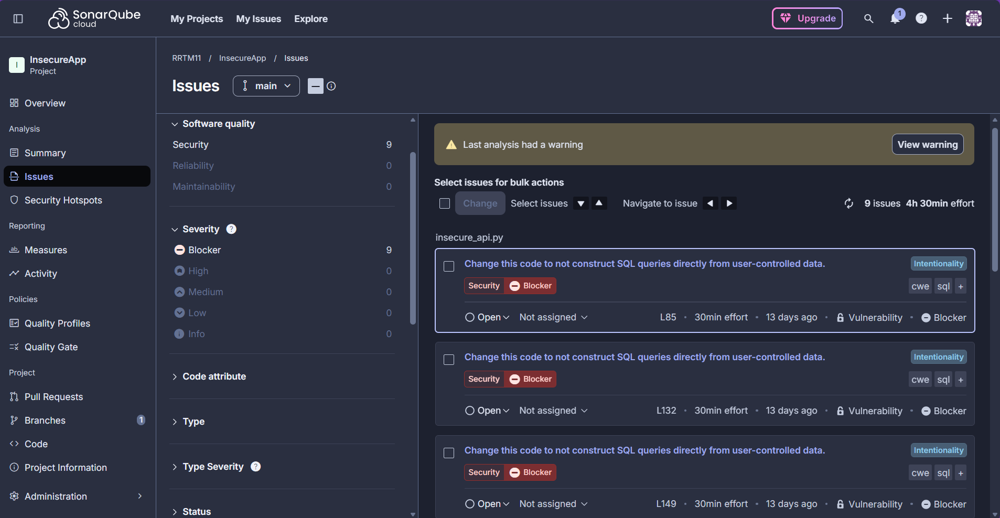 SonarQube cloud
My Projects
My Issues
Explore
Upgrade
1
?
I
InsecureApp
Project
Overview
Analysis
Summary
Issues
Security Hotspots
Reporting
ab
Measures
Activity
Policies
Quality Profiles
Quality Gate
Project
Pull Requests
Branches 1
Code
Project Information
Administration
RRTM11 / InsecureApp / Issues
Issues
main
Software quality
Security 9
Reliability 0
Maintainability 0
Severity ?
Blocker 9
High 0
Medium 0
Low 0
Info 0
Code attribute
Type
Type Severity ?
Status
Last analysis had a warning
View warning
Select issues for bulk actions
Change Select issues Navigate to issue 9 issues 4h 30min effort
insecure_api.py
Change this code to not construct SQL queries directly from user-controlled data. Intentionality
Security Blocker cwe sql +
Open Not assigned L85 • 30min effort • 13 days ago • Vulnerability • Blocker
Change this code to not construct SQL queries directly from user-controlled data. Intentionality
Security Blocker cwe sql +
Open Not assigned L132 • 30min effort • 13 days ago • Vulnerability • Blocker
Change this code to not construct SQL queries directly from user-controlled data. Intentionality
Security Blocker cwe sql +
Open Not assigned L149 • 30min effort • 13 days ago • Vulnerability • Blocker